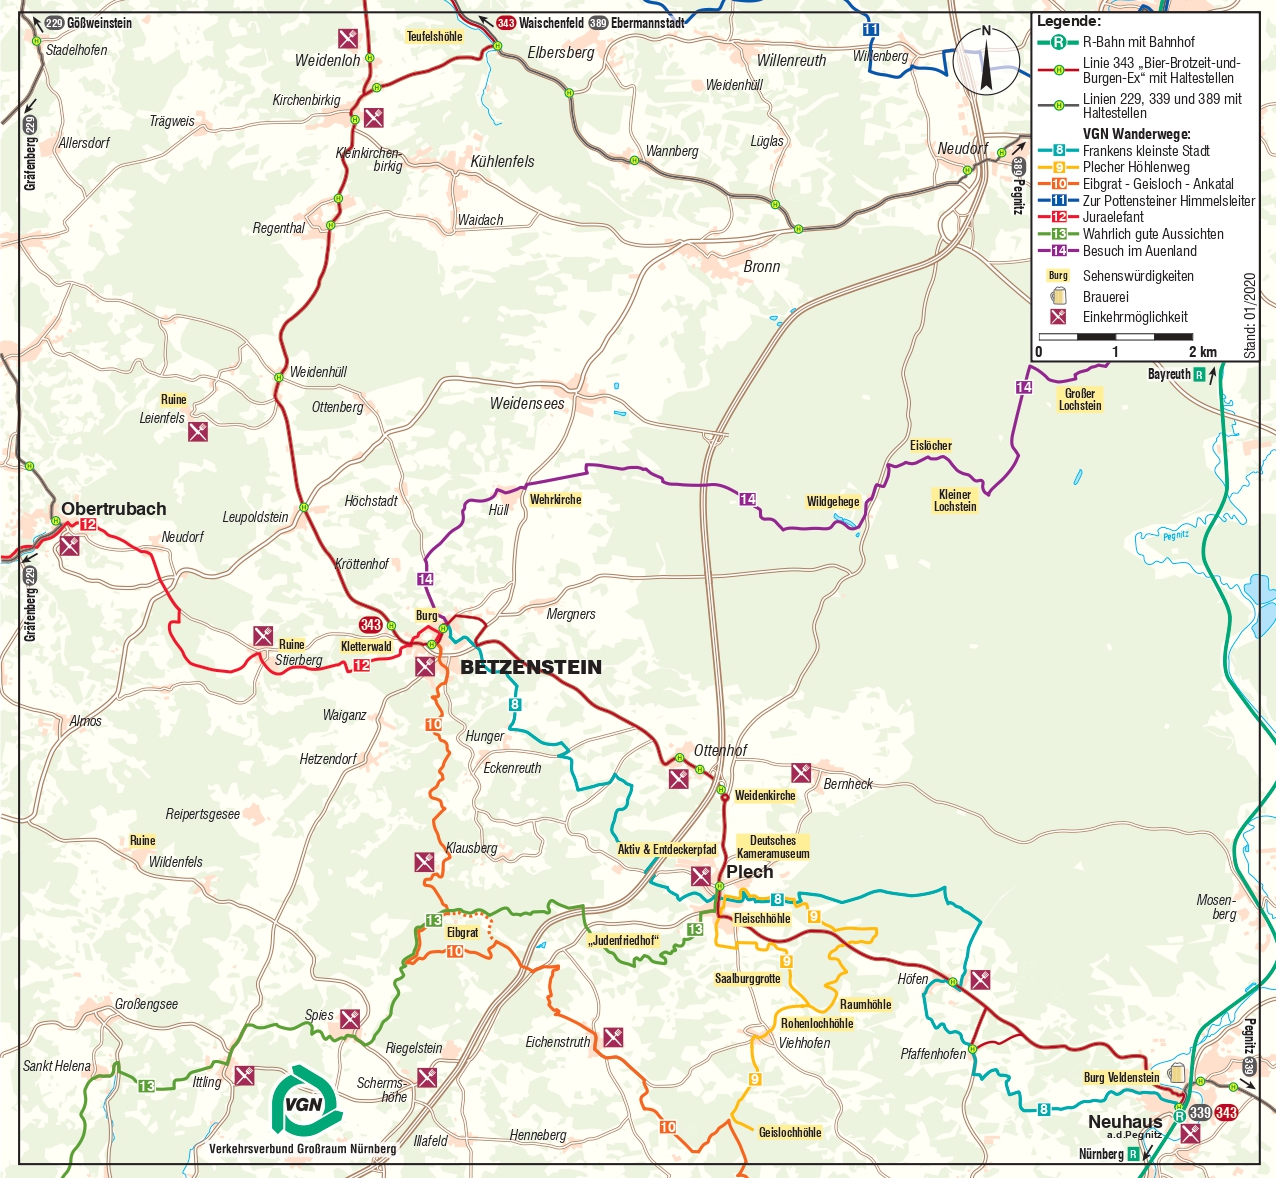 229 Gößweinstein
343 Waischenfeld 389 Ebermannstadt
Stadelhofen
Teufelshöhle
Elbersberg
Weidenloh
Willenreuth
11
Willenberg
N
Kirchenbirkig
Weidenhüll
Trägweis
Gräfenberg 229
Allersdorf
Kleinkirchen-
birkig
Kühlenfels
Wannberg
Lüglas
Neudorf
389 Pegnitz
Regenthal
Waidach
Bronn
Legende:
R R-Bahn mit Bahnhof
H Linie 343 „Bier-Brotzeit-und-
Burgen-Ex“ mit Haltestellen
H Linien 229, 339 und 389 mit
Haltestellen
VGN Wanderwege:
8 Frankens kleinste Stadt
9 Plecher Höhlenweg
10 Eibgrat - Geisloch - Ankatal
11 Zur Pottensteiner Himmelsleiter
12 Juraelefant
13 Wahrlich gute Aussichten
14 Besuch im Auenland
Burg Sehenswürdigkeiten
Brauerei
Einkehrmöglichkeit
0 1 2 km
Stand: 01/2020
Bayreuth R
Weidenhüll
Ruine
Leienfels
Ottenberg
Weidensees
14
Großer
Lochstein
Eislöcher
Kleiner
Lochstein
Wildgehege
14
Wehrkirche
Hüll
Höchstadt
Obertrubach
12
Leupoldstein
Neudorf
Pegnitz
Kröttenhof
14
Gräfenberg 229
Burg
343
Mergners
Ruine
Stierberg
Kletterwald
12
BETZENSTEIN
8
Almos
Waiganz
10
Hunger
Hetzendorf
Eckenreuth
Ottenhof
Bernheck
Weidenkirche
Reipertsgesee
Ruine
Wildenfels
Klausberg
Aktiv & Entdeckerpfad
Deutsches
Kameramuseum
Plech
8
9
Mosen-
berg
13
Eibgrat
10
„Judenfriedhof“
13
Fleischhöhle
9
Saalburggrotte
Höfen
Raumhöhle
Rohenlochhöhle
Viehhofen
Großengsee
Spies
Eichenstruth
Pfaffenhofen
Pegnitz 339
Sankt Helena
13
Ittling
Riegelstein
Scherms-
höhe
9
Burg Veldenstein
8
Neuhaus
a.d.Pegnitz
R 339 343
VGN
Verkehrsverbund Großraum Nürnberg
Illafeld
Henneberg
10
Geislochhöhle
Nürnberg R